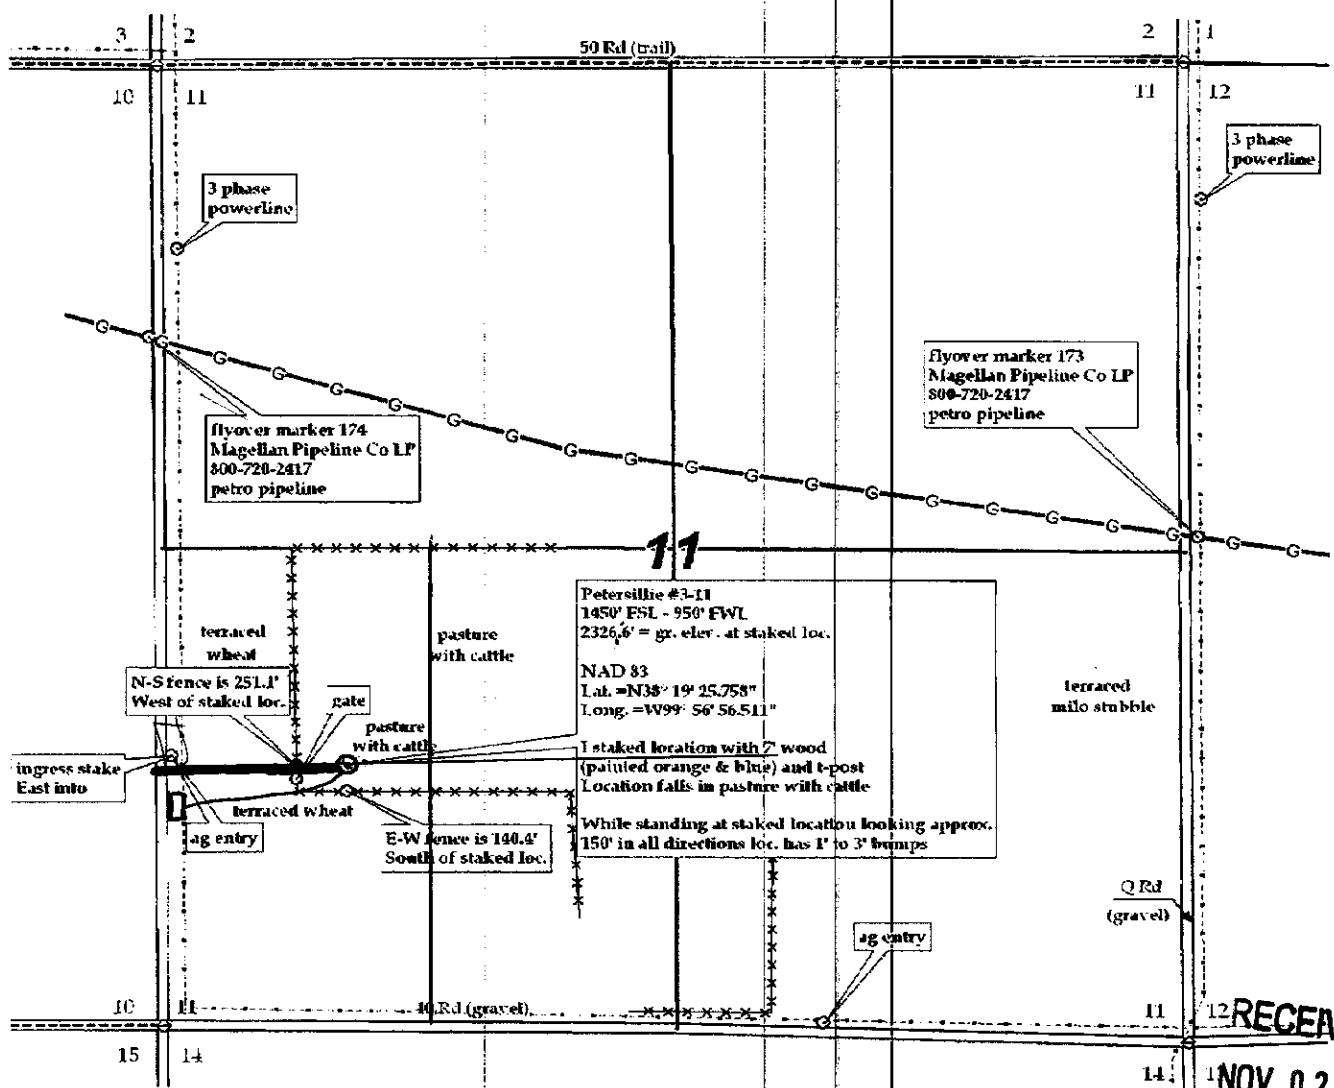 3 2
2 1
50 Rd (trail)
10 11
11 12
3 phase
powerline
3 phase
powerline
flyover marker 173
Magellan Pipeline Co LP
800-720-2417
petro pipeline
flyover marker 174
Magellan Pipeline Co LP
800-720-2417
petro pipeline
G G G G G G G G G G G G G G G G G G G G G G
11
Petersillie #3-11
1450' FSL - 950' FWL
2326.6' = gr. elev. at staked loc.
NAD 83
Lat. =N38° 19' 25.758"
Long. =W99° 56' 56.511"
I staked location with 7' wood
(painted orange & blue) and t-post
Location falls in pasture with cattle
While standing at staked location looking approx.
150' in all directions loc. has 1' to 3' bumps
terraced
wheat
pasture
with cattle
N-S fence is 251.1'
West of staked loc.
gate
pasture
with cattle
terraced
milo stubble
ingress stake
East into
terraced wheat
ag entry
E-W fence is 140.4'
South of staked loc.
Q Rd
(gravel)
ag entry
10 11
Rd (gravel)
11 12
15 14
14
NOV 0 2